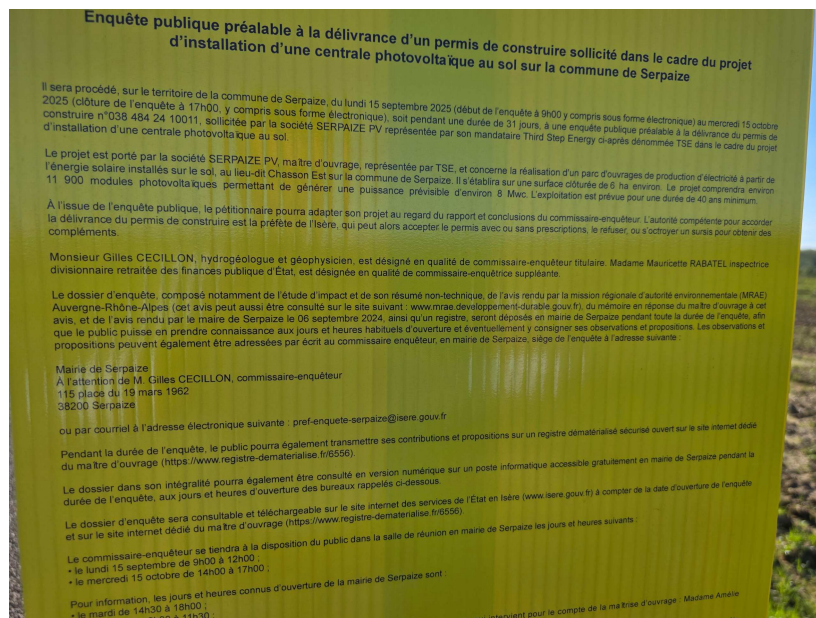 Enquête publique préalable à la délivrance d'un permis de construire sollicité dans le cadre du projet
d'installation d'une centrale photovoltaïque au sol sur la commune de Serpaize
Il sera procédé, sur le territoire de la commune de Serpaize, du lundi 15 septembre 2025 (début de l'enquête à 9h00 y compris sous forme électronique) au mercredi 15 octobre
2025 (clôture de l'enquête à 17h00, y compris sous forme électronique), soit pendant une durée de 31 jours, à une enquête publique préalable à la délivrance du permis de
construire n°038 484 24 10011, sollicitée par la société SERPAIZE PV représentée par son mandataire Third Step Energy ci-après dénommée TSE dans le cadre du projet
d'installation d'une centrale photovoltaïque au sol.
Le projet est porté par la société SERPAIZE PV, maître d'ouvrage, représentée par TSE, et concerne la réalisation d'un parc d'ouvrages de production d'électricité à partir de
l'énergie solaire installés sur le sol, au lieu-dit Chasson Est sur la commune de Serpaize. Il s'établira sur une surface clôturée de 6 ha environ. Le projet comprendra environ
11 900 modules photovoltaïques permettant de générer une puissance prévisible d'environ 8 Mwc. L'exploitation est prévue pour une durée de 40 ans minimum.
À l'issue de l'enquête publique, le pétitionnaire pourra adapter son projet au regard du rapport et conclusions du commissaire-enquêteur. L'autorité compétente pour accorder
la délivrance du permis de construire est la préfète de l'Isère, qui peut alors accepter le permis avec ou sans prescriptions, le refuser, ou s'octroyer un sursis pour obtenir des
compléments.
Monsieur Gilles CECILLON, hydrogéologue et géophysicien, est désigné en qualité de commissaire-enquêteur titulaire. Madame Mauricette RABATEL inspectrice
divisionnaire retraitée des finances publique d'État, est désignée en qualité de commissaire-enquêtrice suppléante.
Le dossier d'enquête, composé notamment de l'étude d'impact et de son résumé non-technique, de l'avis rendu par la mission régionale d'autorité environnementale (MRAE)
Auvergne-Rhône-Alpes (cet avis peut aussi être consulté sur le site suivant : www.mrae.developpement-durable.gouv.fr), du mémoire en réponse du maître d'ouvrage à cet
avis, et de l'avis rendu par le maire de Serpaize le 06 septembre 2024, ainsi qu'un registre, seront déposés en mairie de Serpaize pendant toute la durée de l'enquête, afin
que le public puisse en prendre connaissance aux jours et heures habituels d'ouverture et éventuellement y consigner ses observations et propositions. Les observations et
propositions peuvent également être adressées par écrit au commissaire enquêteur, en mairie de Serpaize, siège de l'enquête à l'adresse suivante :
Mairie de Serpaize
À l'attention de M. Gilles CECILLON, commissaire-enquêteur
115 place du 19 mars 1962
38200 Serpaize
ou par courriel à l'adresse électronique suivante : pref-enquete-serpaize@isere.gouv.fr
Pendant la durée de l'enquête, le public pourra également transmettre ses contributions et propositions sur un registre dématérialisé sécurisé ouvert sur le site internet dédié
du maître d'ouvrage (https://www.registre-dematerialise.fr/6556).
Le dossier dans son intégralité pourra également être consulté en version numérique sur un poste informatique accessible gratuitement en mairie de Serpaize pendant la
durée de l'enquête, aux jours et heures d'ouverture des bureaux rappelés ci-dessous.
Le dossier d'enquête sera consultable et téléchargeable sur le site internet des services de l'État en Isère (www.isere.gouv.fr) à compter de la date d'ouverture de l'enquête
et sur le site internet dédié du maître d'ouvrage (https://www.registre-dematerialise.fr/6556)
Le commissaire-enquêteur se tiendra à la disposition du public dans la salle de réunion en mairie de Serpaize les jours et heures suivants :
• le lundi 15 septembre de 9h00 à 12h00 ;
• le mercredi 15 octobre de 14h00 à 17h00 ;
Pour information, les jours et heures connus d'ouverture de la mairie de Serpaize sont :
• le mardi de 14h30 à 18h00 ;
à 11h30 ;
intervient pour le compte de la maîtrise d'ouvrage : Madame Amélie